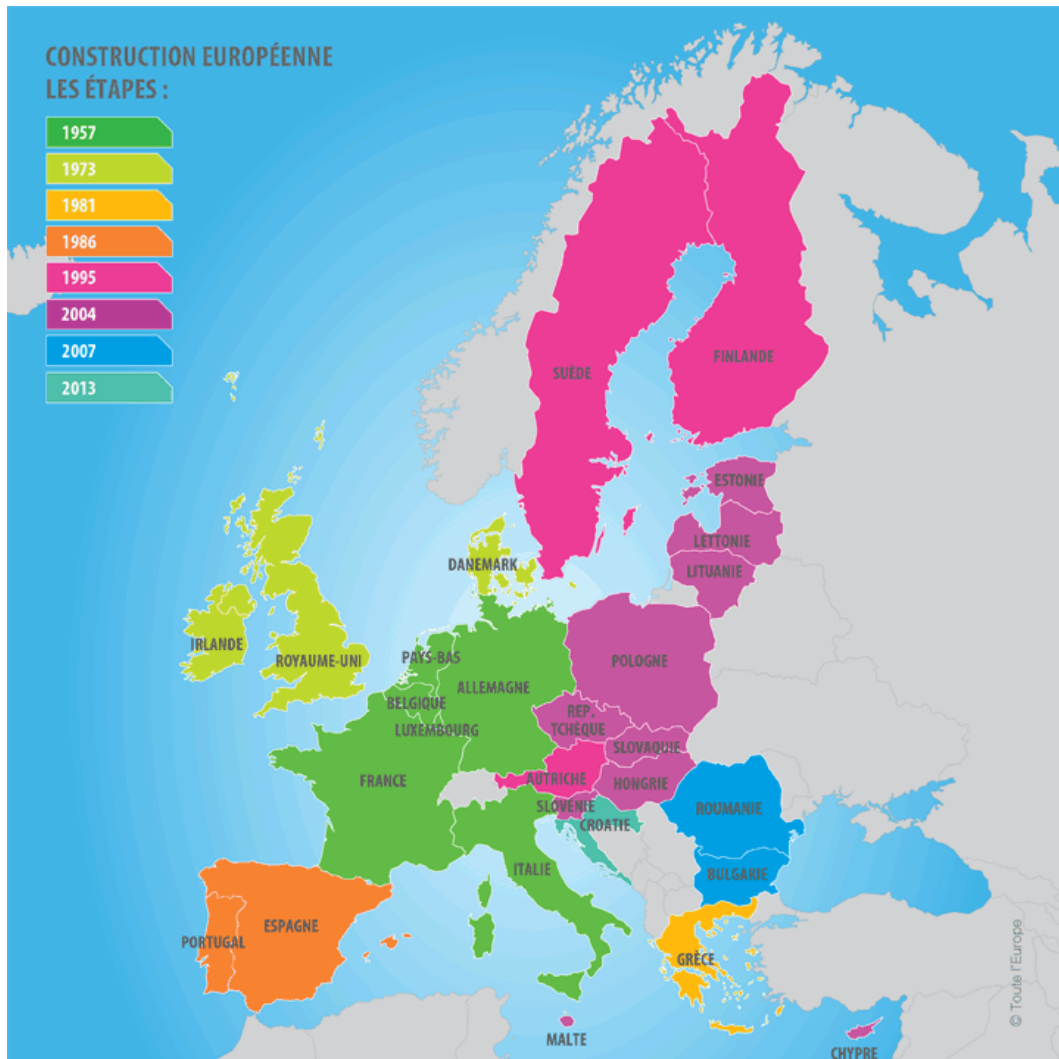 CONSTRUCTION EUROPÉENNE
LES ÉTAPES :
1957
1973
1981
1986
1995
2004
2007
2013
SUÈDE
FINLANDE
ESTONIE
LETTONIE
LITUANIE
DANEMARK
IRLANDE
ROYAUME-UNI
PAYS-BAS
ALLEMAGNE
POLOGNE
BELGIQUE
LUXEMBOURG
REP.
TCHÈQUE
SLOVAQUIE
FRANCE
AUTRICHE
HONGRIE
SLOVÉNIE
CROATIE
ROUMANIE
ITALIE
BULGARIE
ESPAGNE
PORTUGAL
GRÈCE
MALTE
CHYPRE
© Toute l'Europe